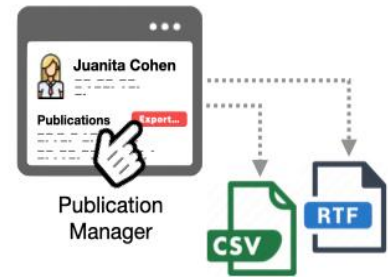 Juanita Cohen
Publications
Export...
Publication
Manager
CSV
RTF